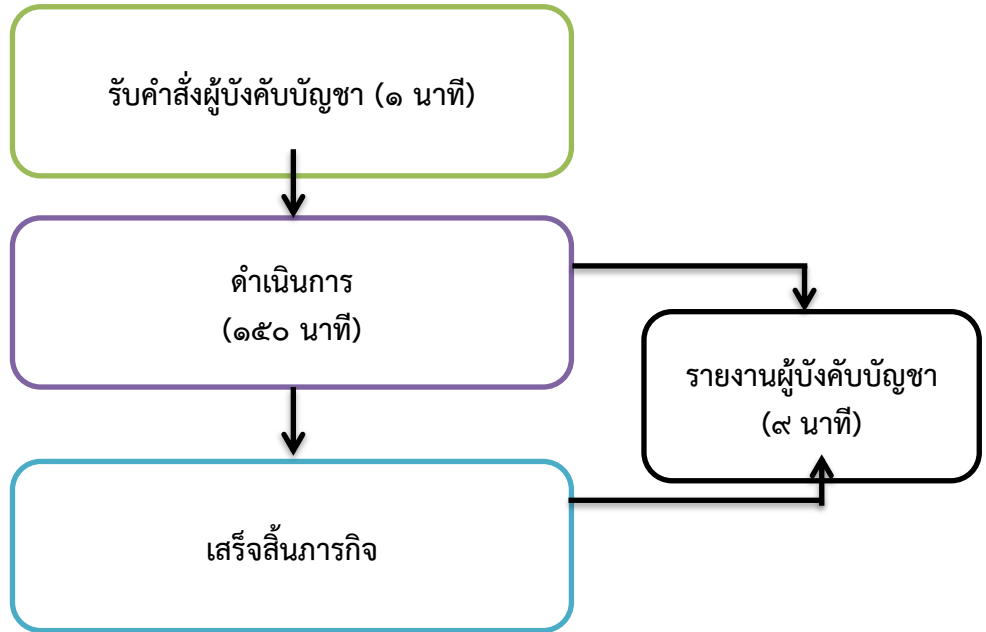 รับคำสั่งผู้บังคับบัญชา (๑ นาที)
ดำเนินการ
(๑๕๐ นาที)
รายงานผู้บังคับบัญชา
(๙ นาที)
เสร็จสิ้นภารกิจ